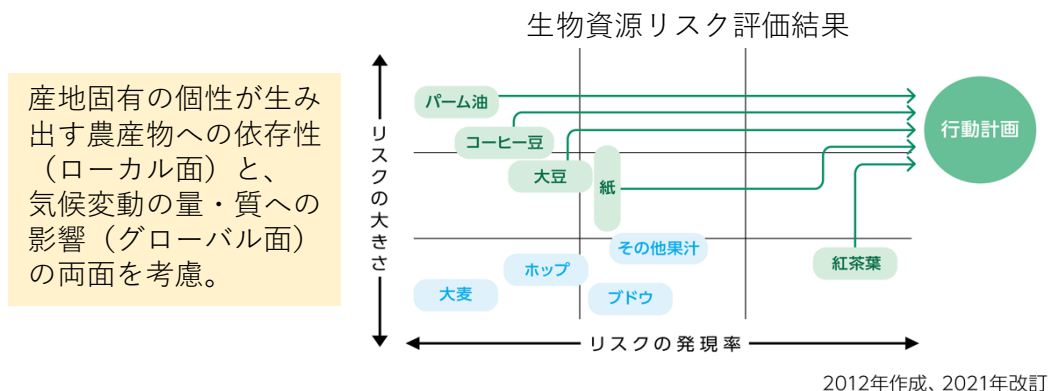 生物資源リスク評価結果
産地固有の個性が生み
出す農産物への依存性
（ローカル面）と、
気候変動の量・質への
影響（グローバル面）
の両面を考慮。
リスクの大きさ
パーム油
コーヒー豆
大豆
紙
行動計画
その他果汁
紅茶葉
ホップ
大麦
ブドウ
リスクの発現率
2012年作成、2021年改訂